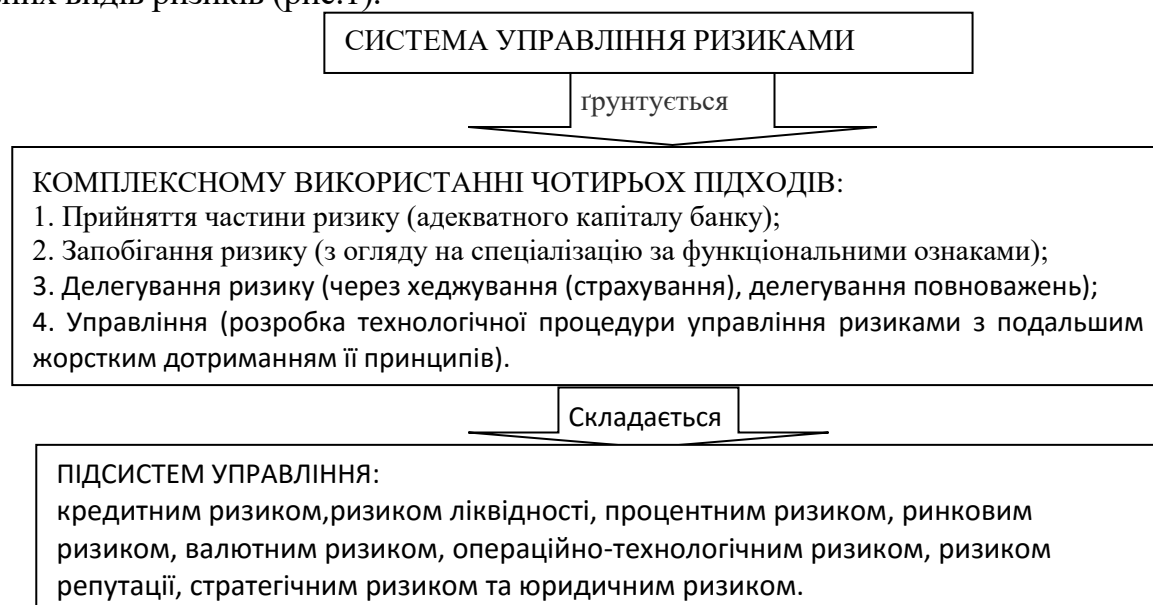 видів ризиків (рис.1).
СИСТЕМА УПРАВЛІННЯ РИЗИКАМИ
ґрунтується
КОМПЛЕКСНОМУ ВИКОРИСТАННІ ЧОТИРЬОХ ПІДХОДІВ:
1. Прийняття частини ризику (адекватного капіталу банку);
2. Запобігання ризику (з огляду на спеціалізацію за функціональними ознаками);
3. Делегування ризику (через хеджування (страхування), делегування повноважень);
4. Управління (розробка технологічної процедури управління ризиками з подальшим
жорстким дотриманням її принципів).
Складається
ПІДСИСТЕМ УПРАВЛІННЯ:
кредитним ризиком,ризиком ліквідності, процентним ризиком, ринковим
ризиком, валютним ризиком, операційно-технологічним ризиком, ризиком
репутації, стратегічним ризиком та юридичним ризиком.